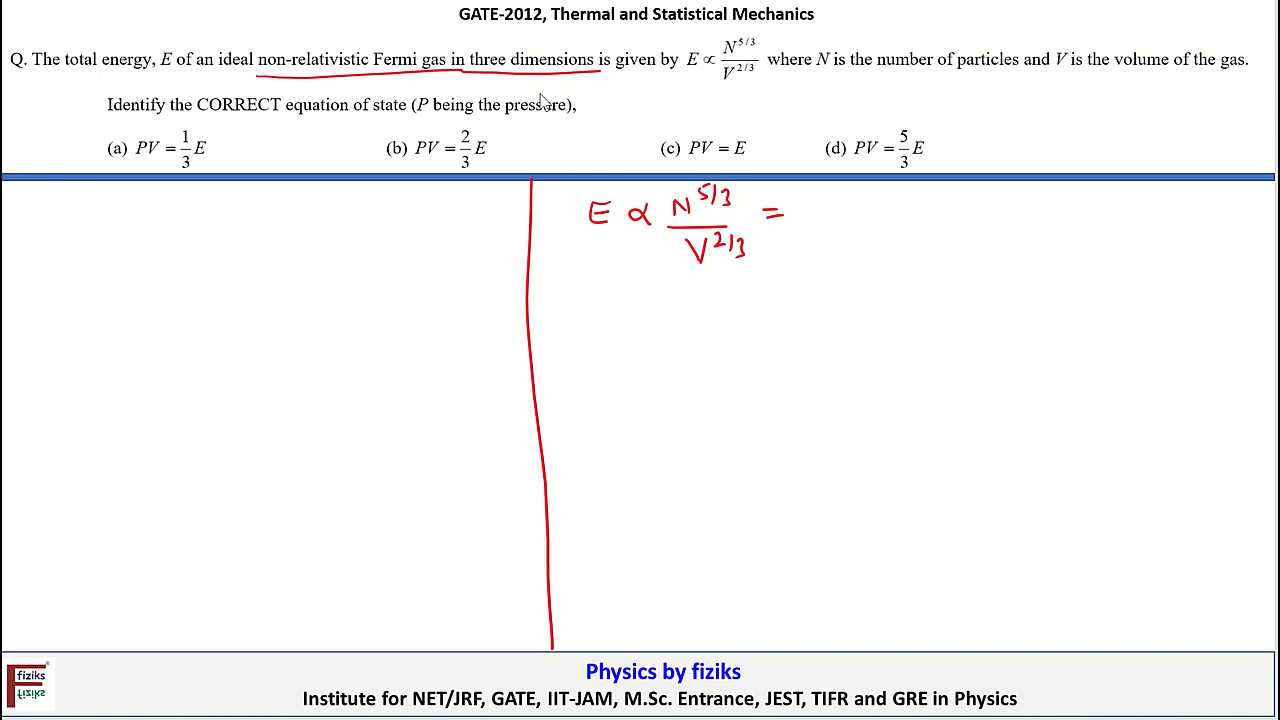 GATE-2012, Thermal and Statistical Mechanics
Q. The total energy, E of an ideal non-relativistic Fermi gas in three dimensions is given by E ∝ N^{5/3} / V^{2/3} where N is the number of particles and V is the volume of the gas.
Identify the CORRECT equation of state (P being the pressure),
(a) PV = 1/3 E (b) PV = 2/3 E (c) PV = E (d) PV = 5/3 E
E ∝ N^{5/3} / V^{2/3} =
fiziks
fiziks
Physics by fiziks
Institute for NET/JRF, GATE, IIT-JAM, M.Sc. Entrance, JEST, TIFR and GRE in Physics